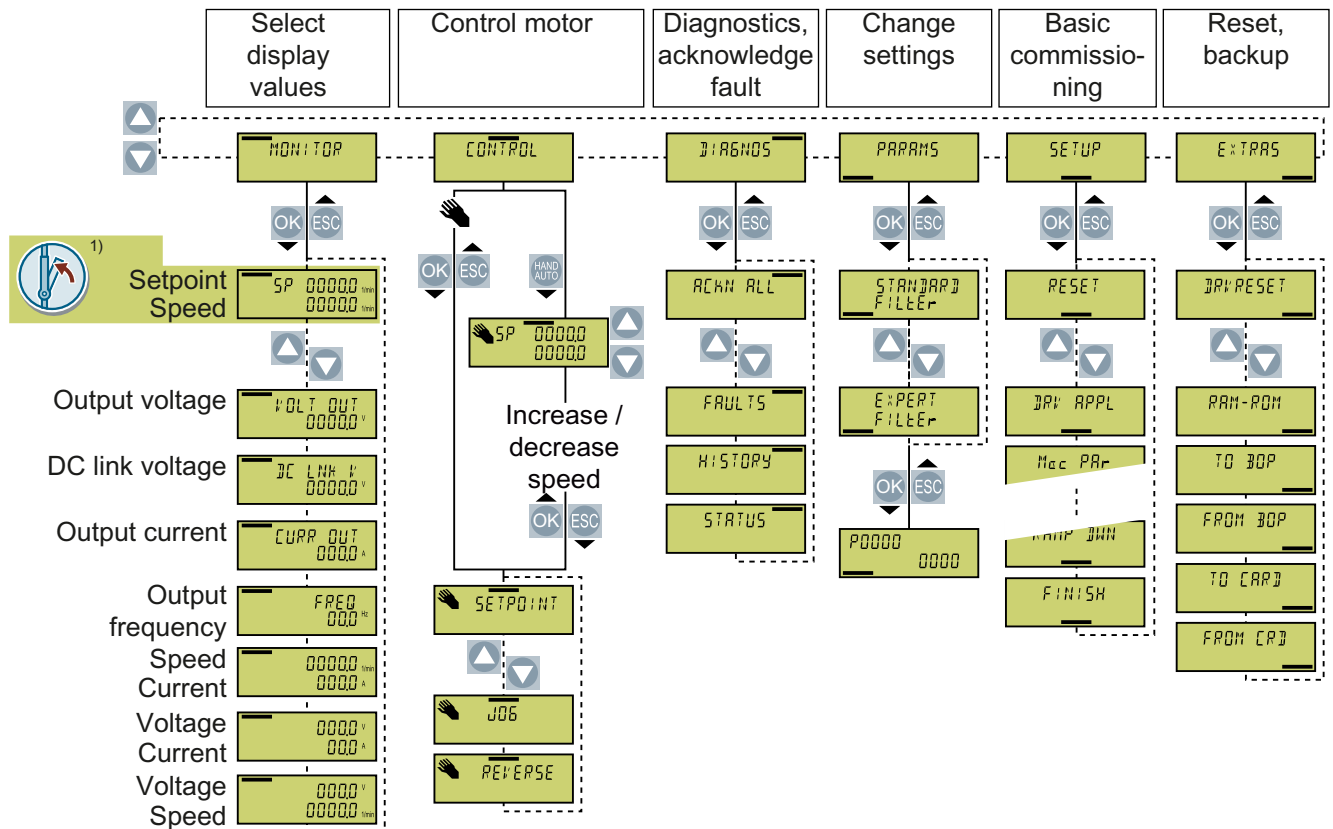 Select
display
values
Control motor
Diagnostics,
acknowledge
fault
Change
settings
Basic
commissio-
ning
Reset,
backup
MONITOR
CONTROL
DIAGNOS
PARAMS
SETUP
EXTRAS
OK ESC
OK ESC
OK ESC
OK ESC
OK ESC
1)
Setpoint
Speed
SP 0000.0 1/min
0000.0 1/min
OK ESC
HAND
AUTO
ACKN ALL
STANDARD
FILtEr
RESET
DRVRESET
SP 0000.0
0000.0
Output voltage
VOLT OUT
0000.0 V
Increase /
decrease
speed
FAULTS
EXPERT
FILtEr
DRV APPL
RAM-ROM
DC link voltage
DC LNK V
0000.0 V
HISTORY
OK ESC
Mac PAr
TO BOP
Output current
CURR OUT
000.0 A
OK ESC
STATUS
P0000
0000
RAMP DWN
FROM BOP
Output
frequency
FREQ
00.0 Hz
SETPOINT
FINISH
TO CARD
Speed
Current
0000.0 1/min
000.0 A
FROM CRD
Voltage
Current
000.0 V
00.0 A
JOG
Voltage
Speed
000.0 V
0000.0 1/min
REVERSE